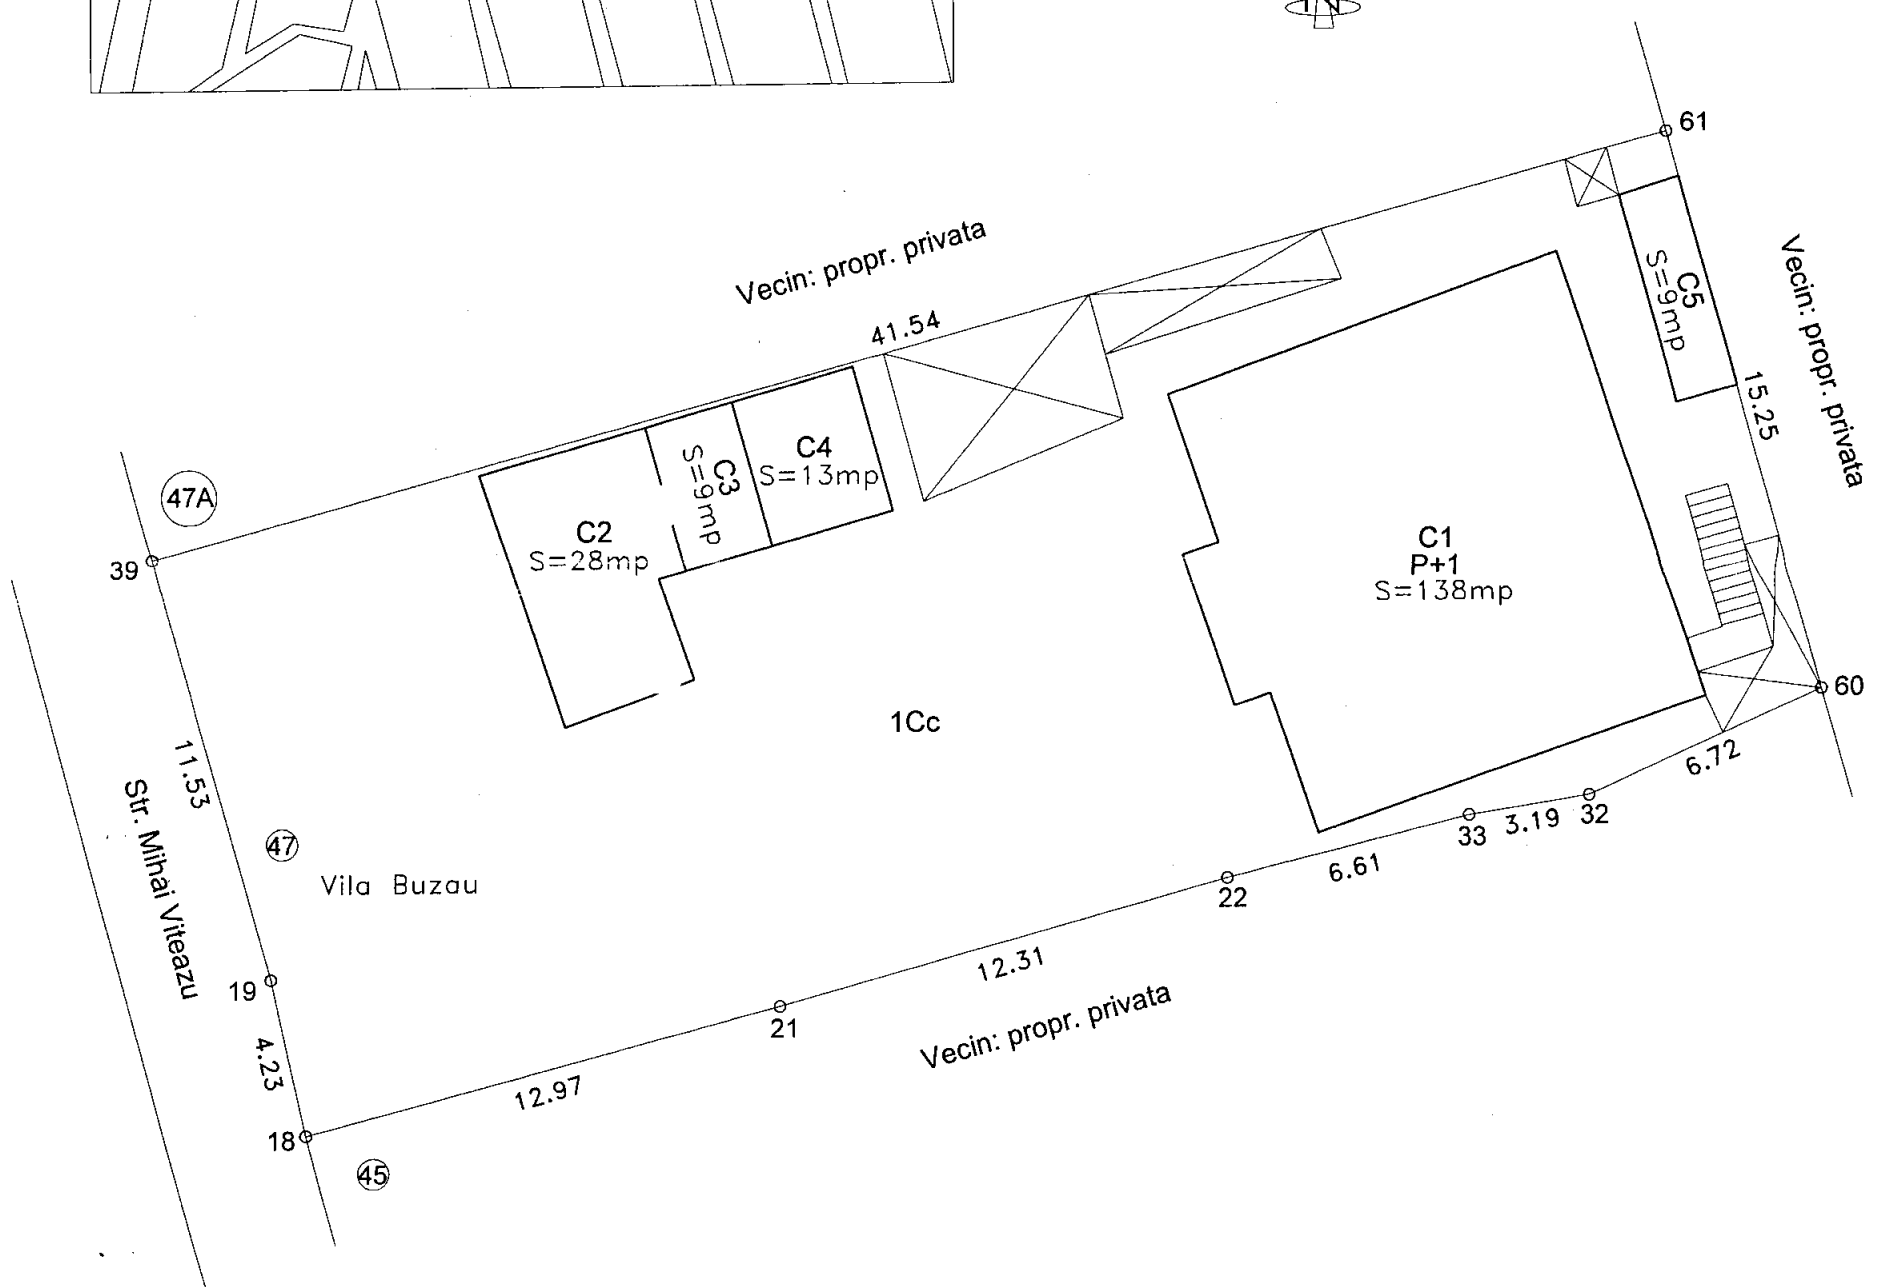 N
61
Vecin: propr. privata
41.54
C5
S=9mp
Vecin: propr. privata
15.25
47A
39
C4
S=13mp
C3
S=9mp
C2
S=28mp
C1
P+1
S=138mp
60
1Cc
6.72
11.53
Str. Mihai Viteazu
47
Vila Buzau
33
3.19
32
6.61
22
12.31
19
21
Vecin: propr. privata
4.23
12.97
18
45